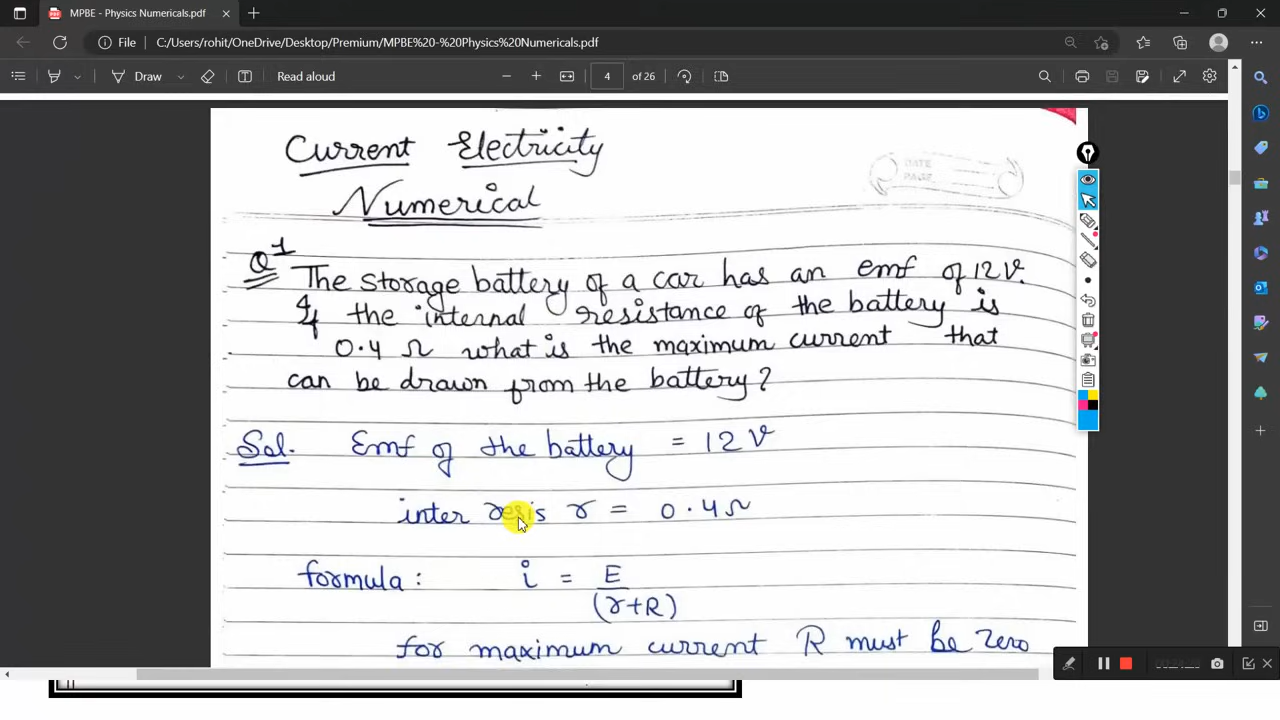 MPBE - Physics Numericals.pdf
File C:/Users/rohit/OneDrive/Desktop/Premium/MPBE%20-%20Physics%20Numericals.pdf
Draw Read aloud 4 of 26
Current Electricity
Numerical
DATE
PAGE
Q1 The storage battery of a car has an emf of 12 V.
If the internal resistance of the battery is
0.4 Ω what is the maximum current that
can be drawn from the battery?
Sol. Emf of the battery = 12 V
inter resis r = 0.4 Ω
formula: i = E
(r+R)
for maximum current R must be zero